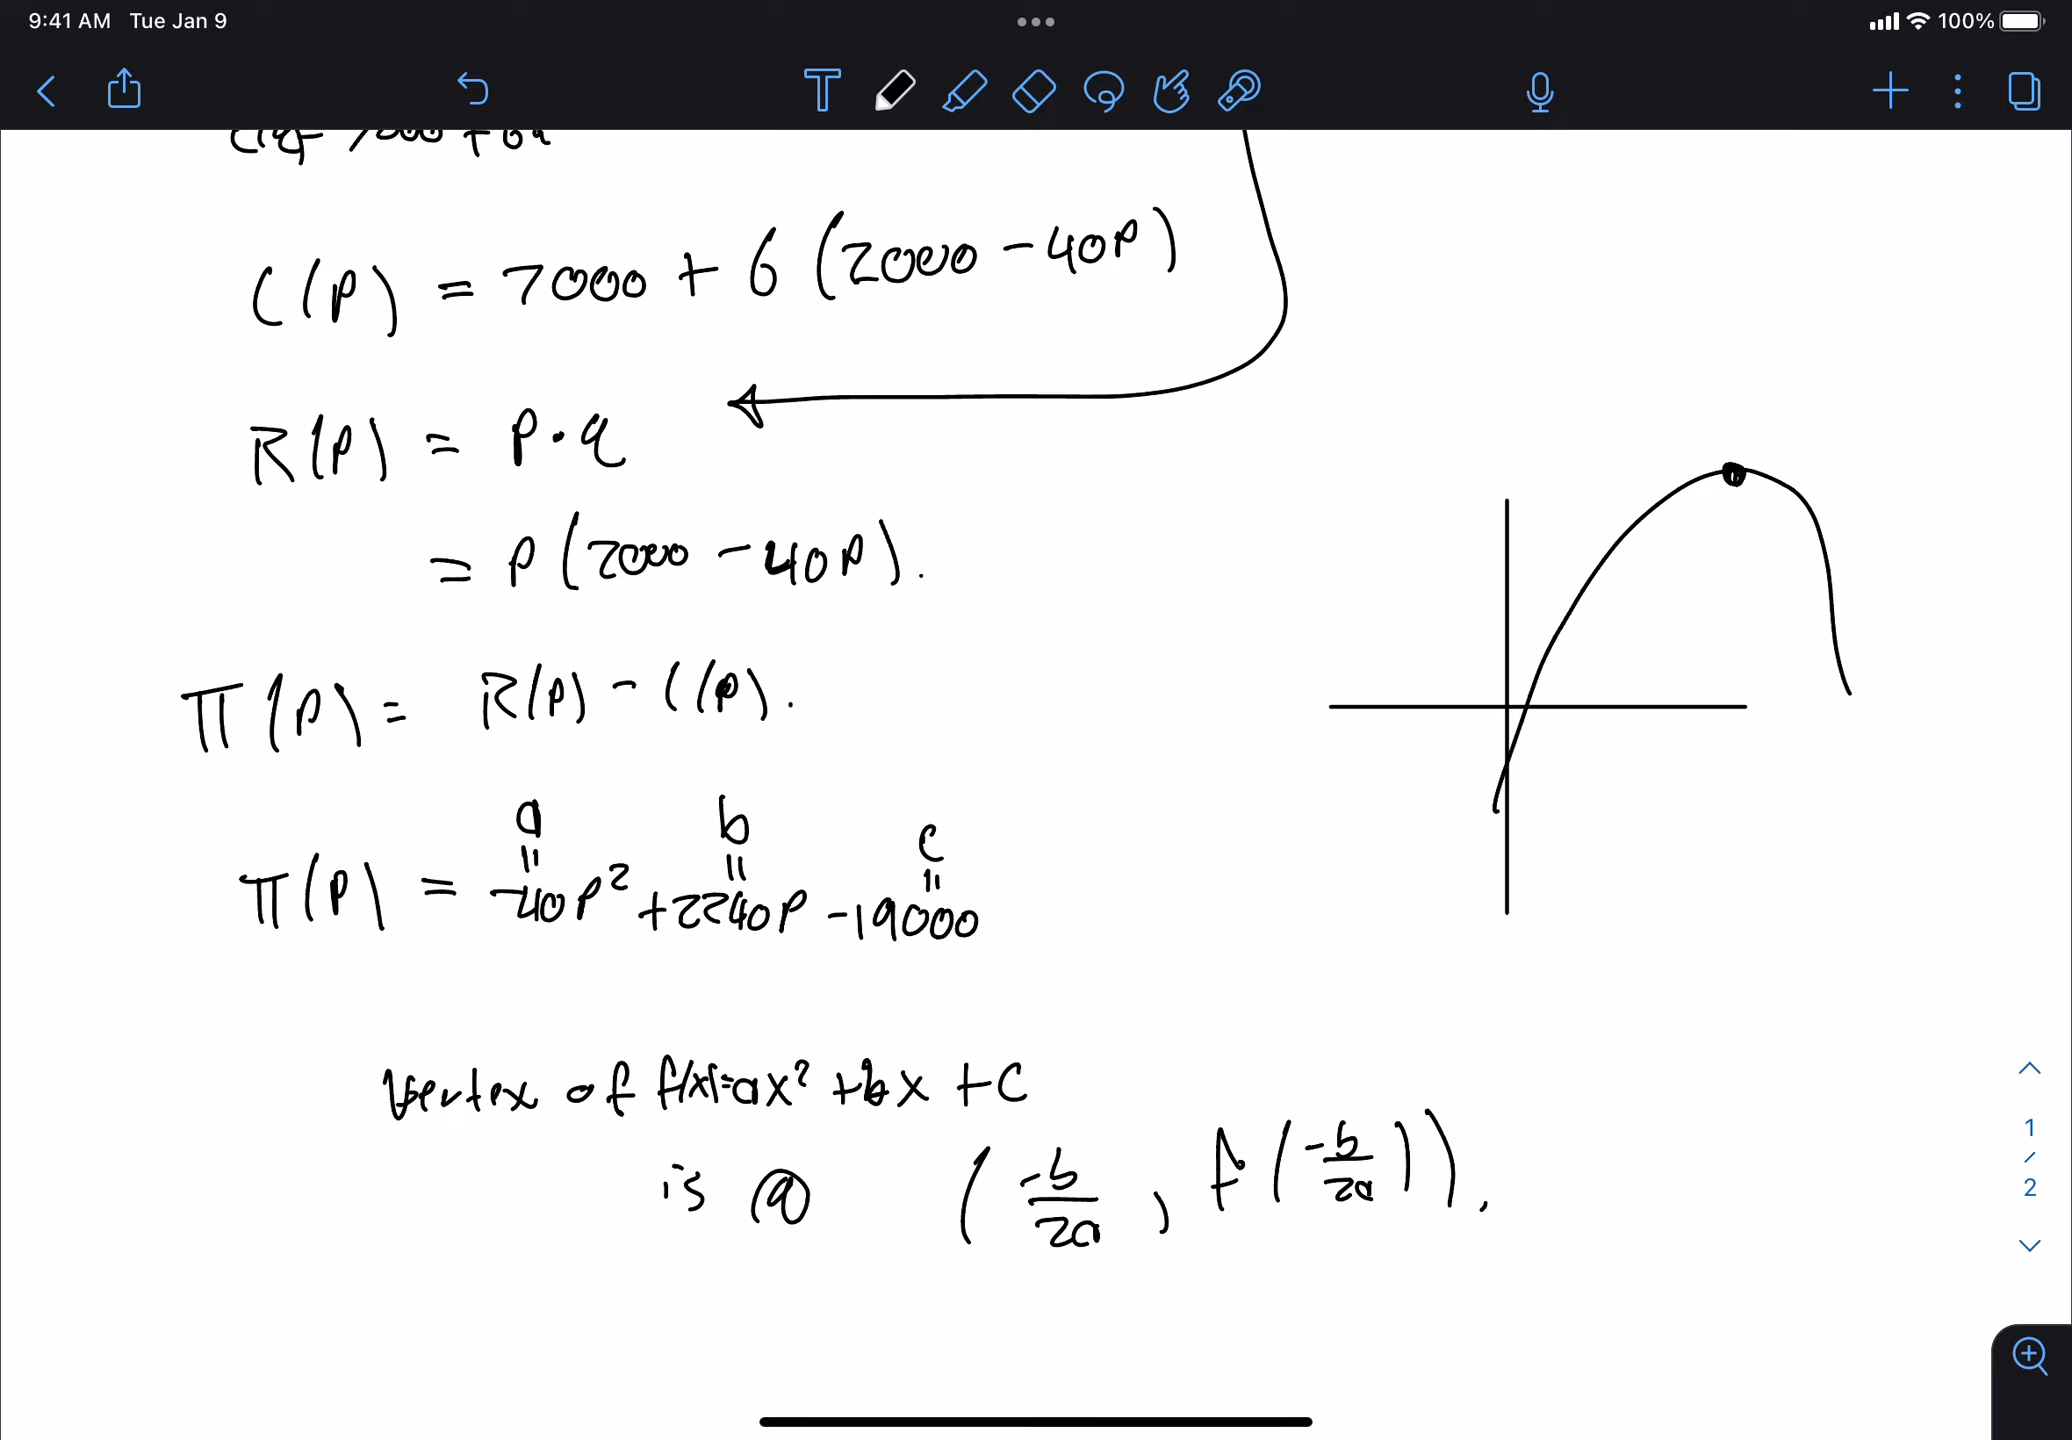 9:41 AM Tue Jan 9
100%
T
C(P) = 7000 + 6 (2000 - 40P)
R(P) = P · q
= P (2000 - 40P).
π(P) = R(P) - C(P).
a b c
= = =
π(P) = -40P² + 2240P - 19000
Vertex of f(x)=ax² + bx + c
is @ (-b/2a, f(-b/2a)).
1
/
2